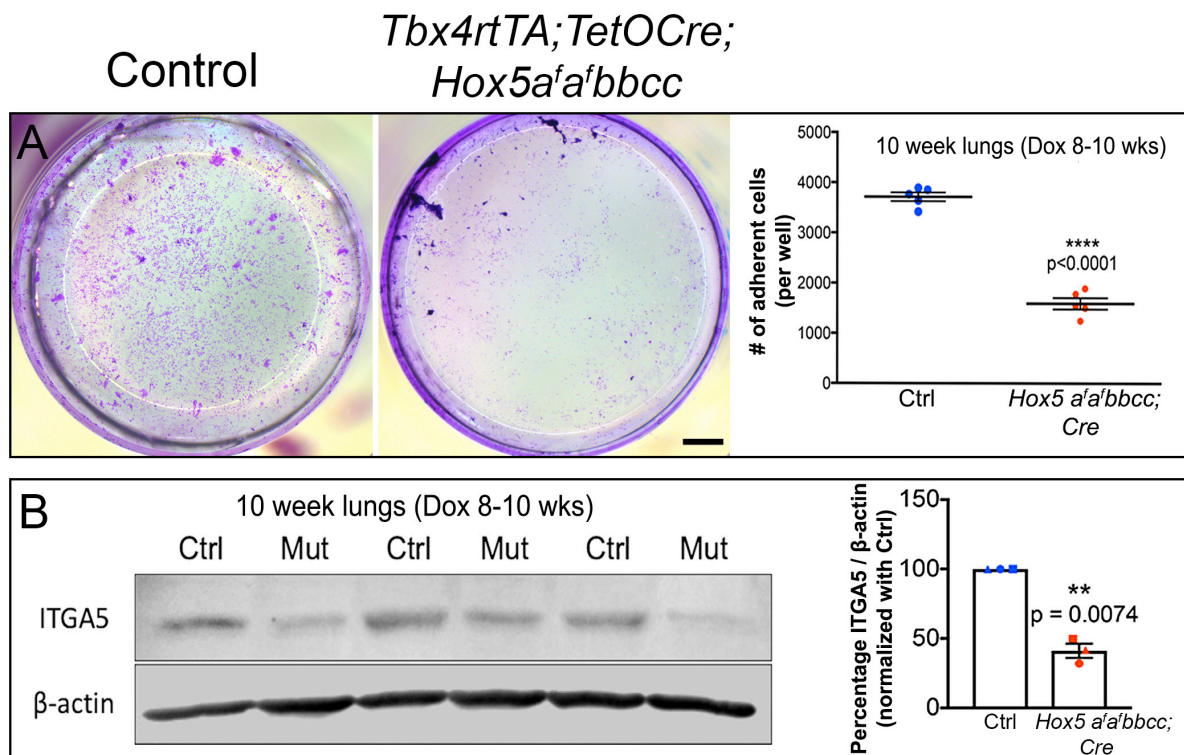 Control
Tbx4rtTA;TetOCre;
Hox5aᶠaᶠbbcc
A
10 week lungs (Dox 8-10 wks)
# of adherent cells
(per well)
5000
4000
3000
2000
1000
0
****
p<0.0001
Ctrl
Hox5 aᶠaᶠbbcc;
Cre
B
10 week lungs (Dox 8-10 wks)
Ctrl Mut Ctrl Mut Ctrl Mut
ITGA5
β-actin
Percentage ITGA5 / β-actin
(normalized with Ctrl)
150
100
50
0
**
p = 0.0074
Ctrl
Hox5 aᶠaᶠbbcc;
Cre